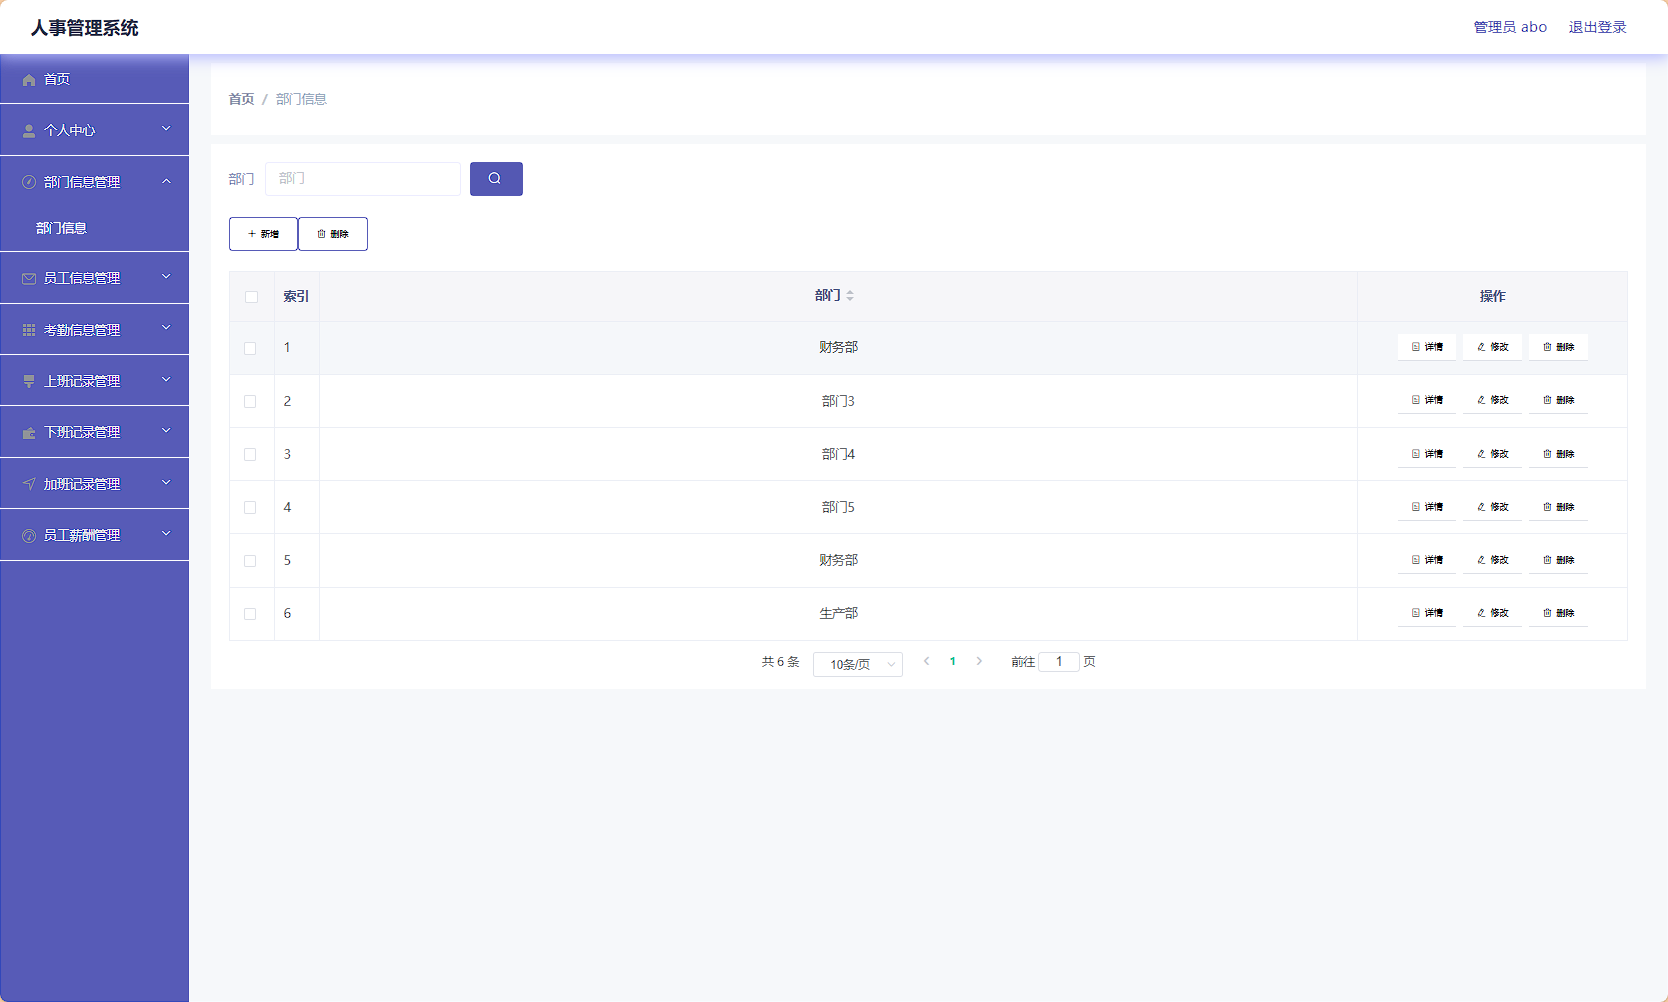 人事管理系统
管理员 abo 退出登录
首页
个人中心
部门信息管理
部门信息
员工信息管理
考勤信息管理
上班记录管理
下班记录管理
加班记录管理
员工薪酬管理
首页 / 部门信息
部门 部门
新增 删除
索引 部门 操作
1 财务部 详情 修改 删除
2 部门3 详情 修改 删除
3 部门4 详情 修改 删除
4 部门5 详情 修改 删除
5 财务部 详情 修改 删除
6 生产部 详情 修改 删除
共 6 条 10条/页 1 前往 1 页